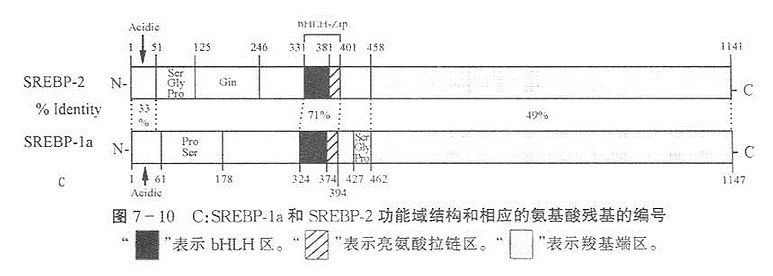 Acidic
bHLH-Zip
1 51 125 246 331 381 401 458 1141
SREBP-2 N- Ser Gly Pro Gin C
% Identity 33 % 71% 49%
SREBP-1a N- Pro Ser Ser Gly Pro C
1 61 178 324 374 394 427 462 1147
C Acidic
图 7-10 C:SREBP-1a 和 SREBP-2 功能域结构和相应的氨基酸残基的编号
“ ”表示 bHLH 区。“ ”表示亮氨酸拉链区。“ ”表示羧基端区。